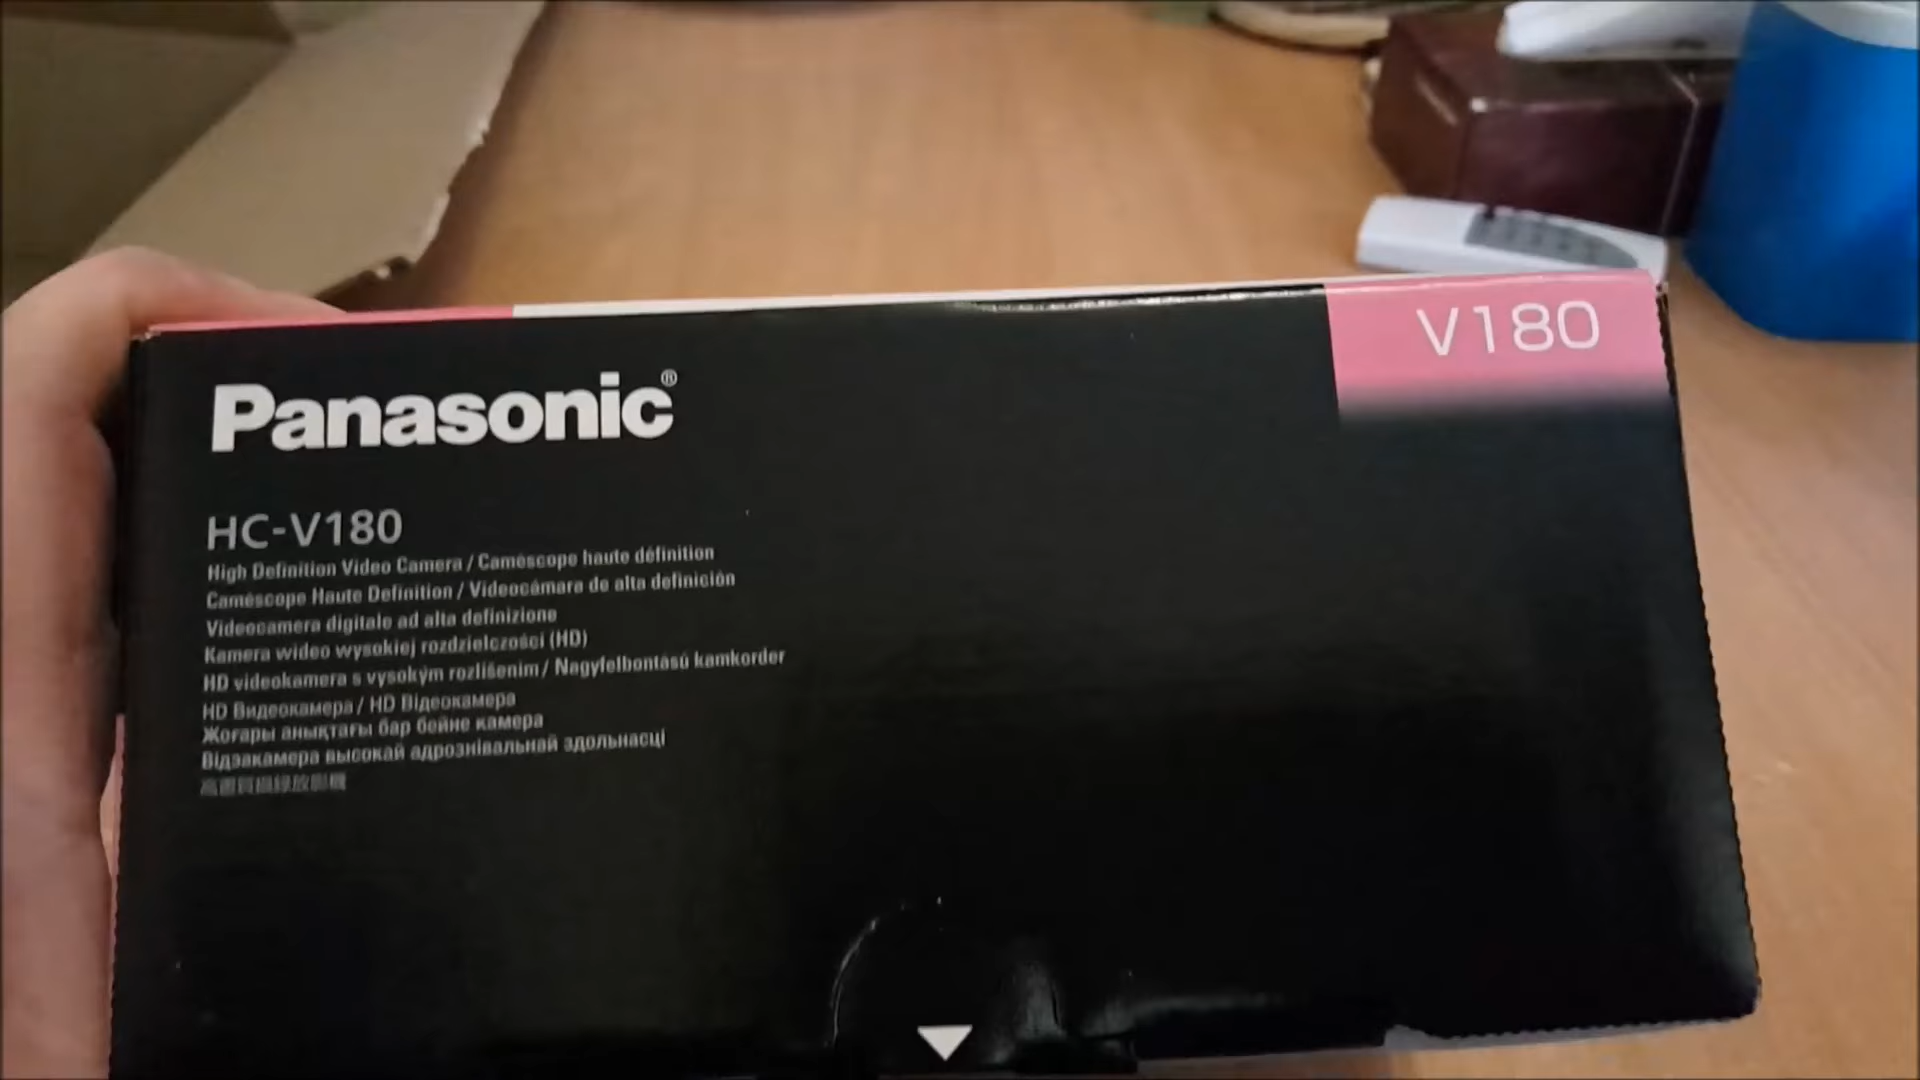 V180
Panasonic®
HC-V180
High Definition Video Camera / Caméscope haute définition
Caméscope Haute Definition / Videocámara de alta definición
Videocamera digitale ad alta definizione
Kamera wideo wysokiej rozdzielczości (HD)
HD videokamera s vysokým rozlišením / Nagyfelbontású kamkorder
HD Видеокамера / HD Відеокамера
Жоғары анықтағы бар бейне камера
Відэакамера высокай адрознівальнай здольнасці